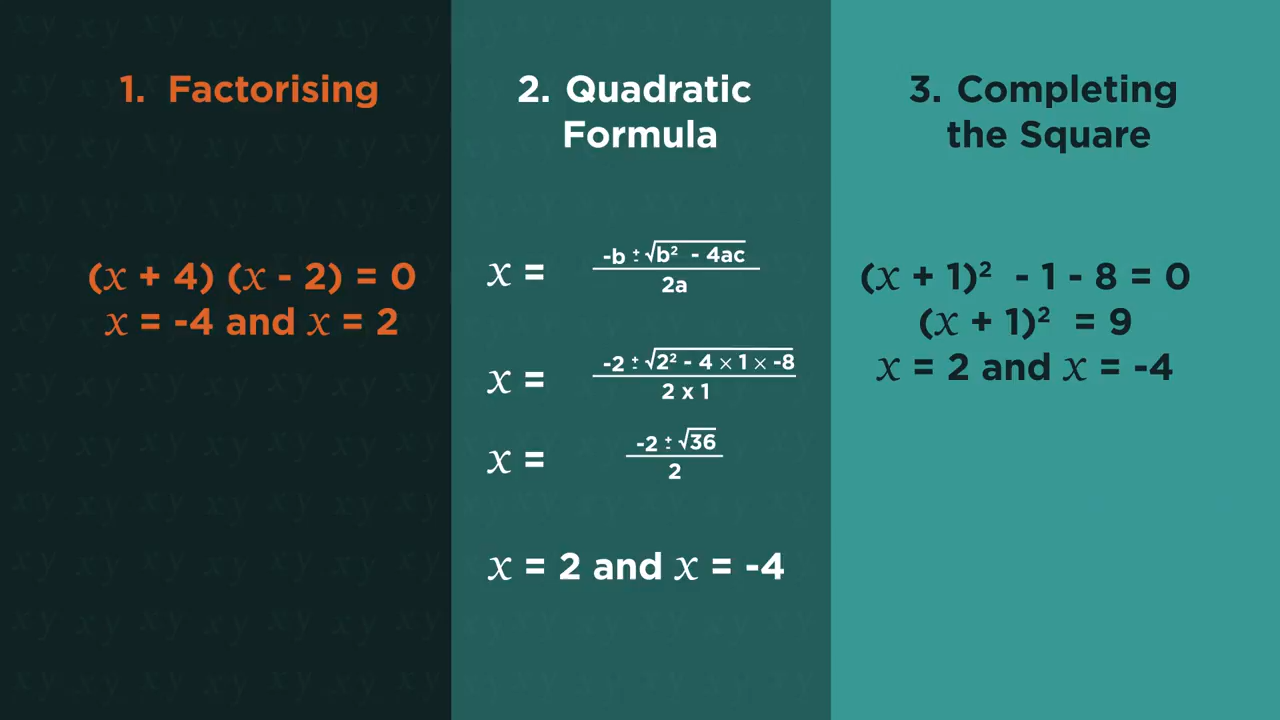 1. Factorising
(x + 4) (x - 2) = 0
x = -4 and x = 2
2. Quadratic
Formula
x = -b ± √b² - 4ac / 2a
x = -2 ± √2² - 4 × 1 × -8 / 2 x 1
x = -2 ± √36 / 2
x = 2 and x = -4
3. Completing
the Square
(x + 1)² - 1 - 8 = 0
(x + 1)² = 9
x = 2 and x = -4